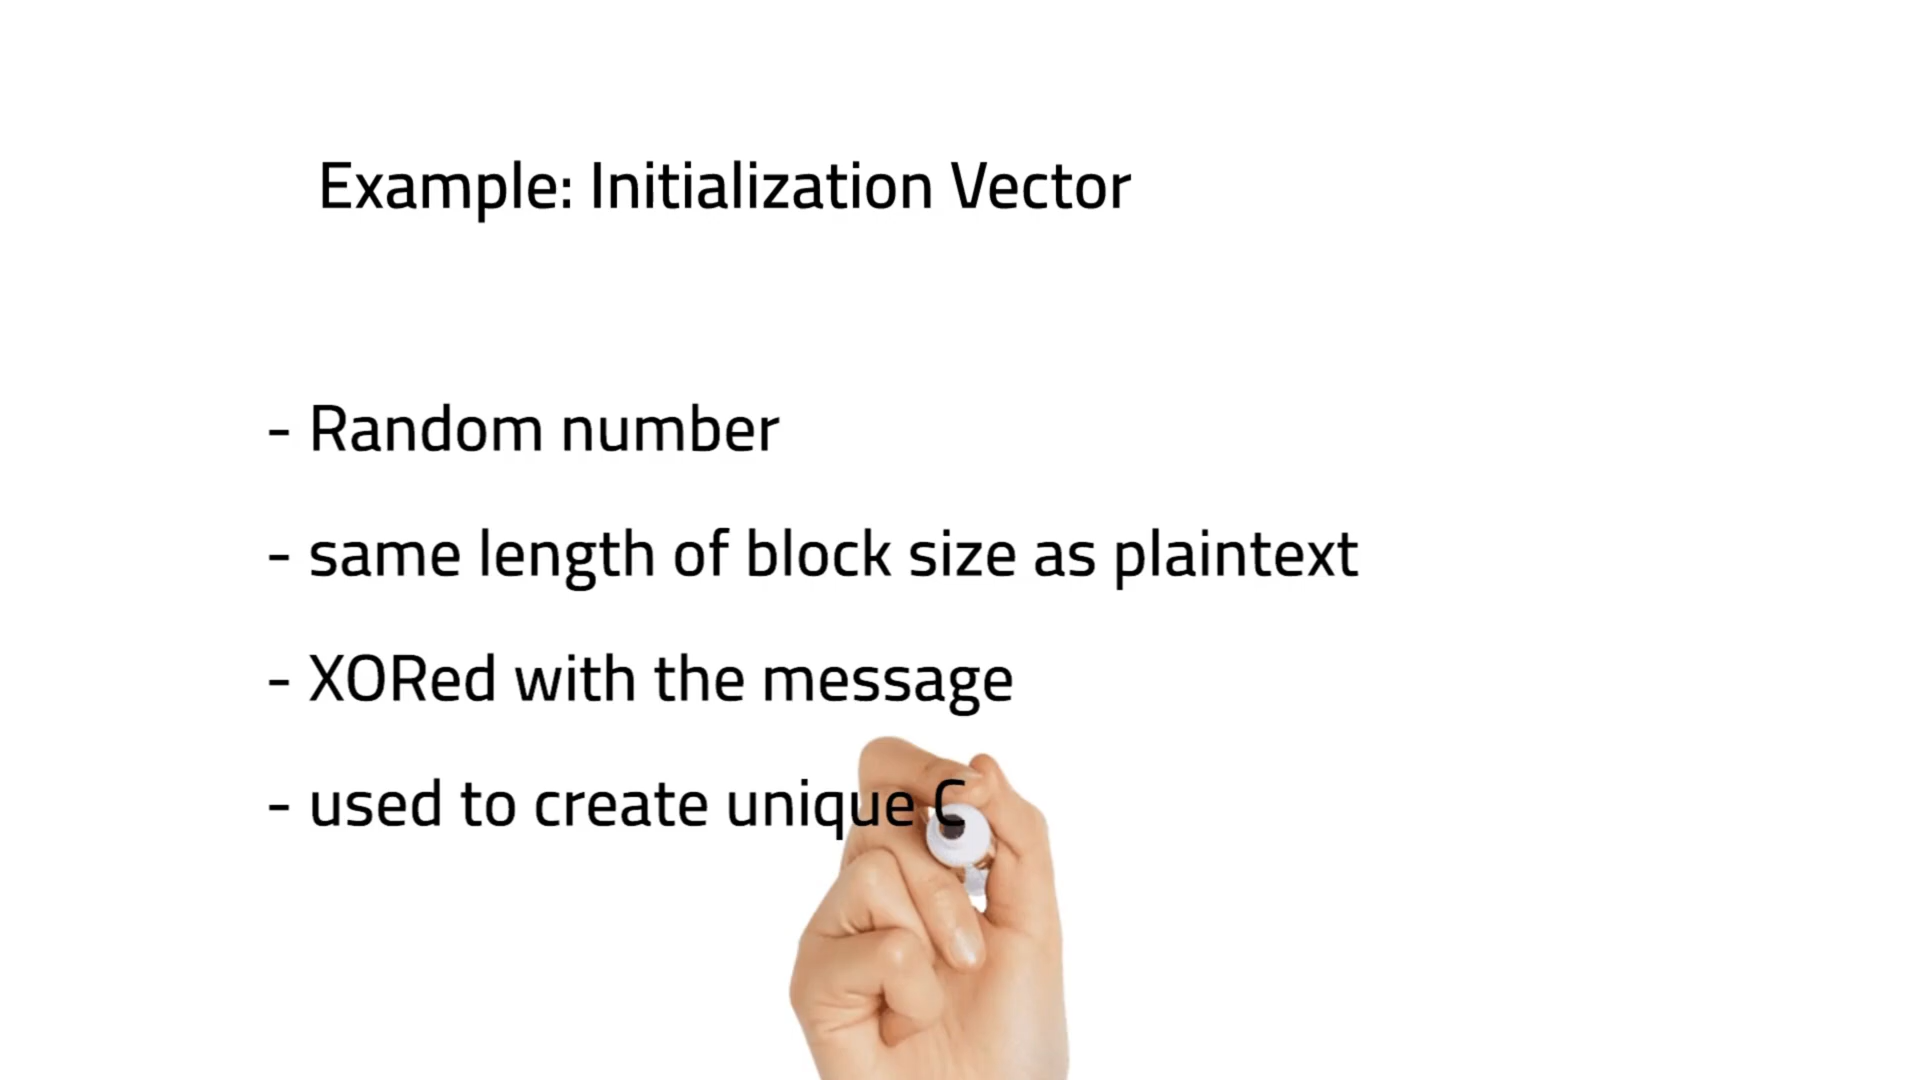 Example: Initialization Vector
- Random number
- same length of block size as plaintext
- XORed with the message
- used to create unique C